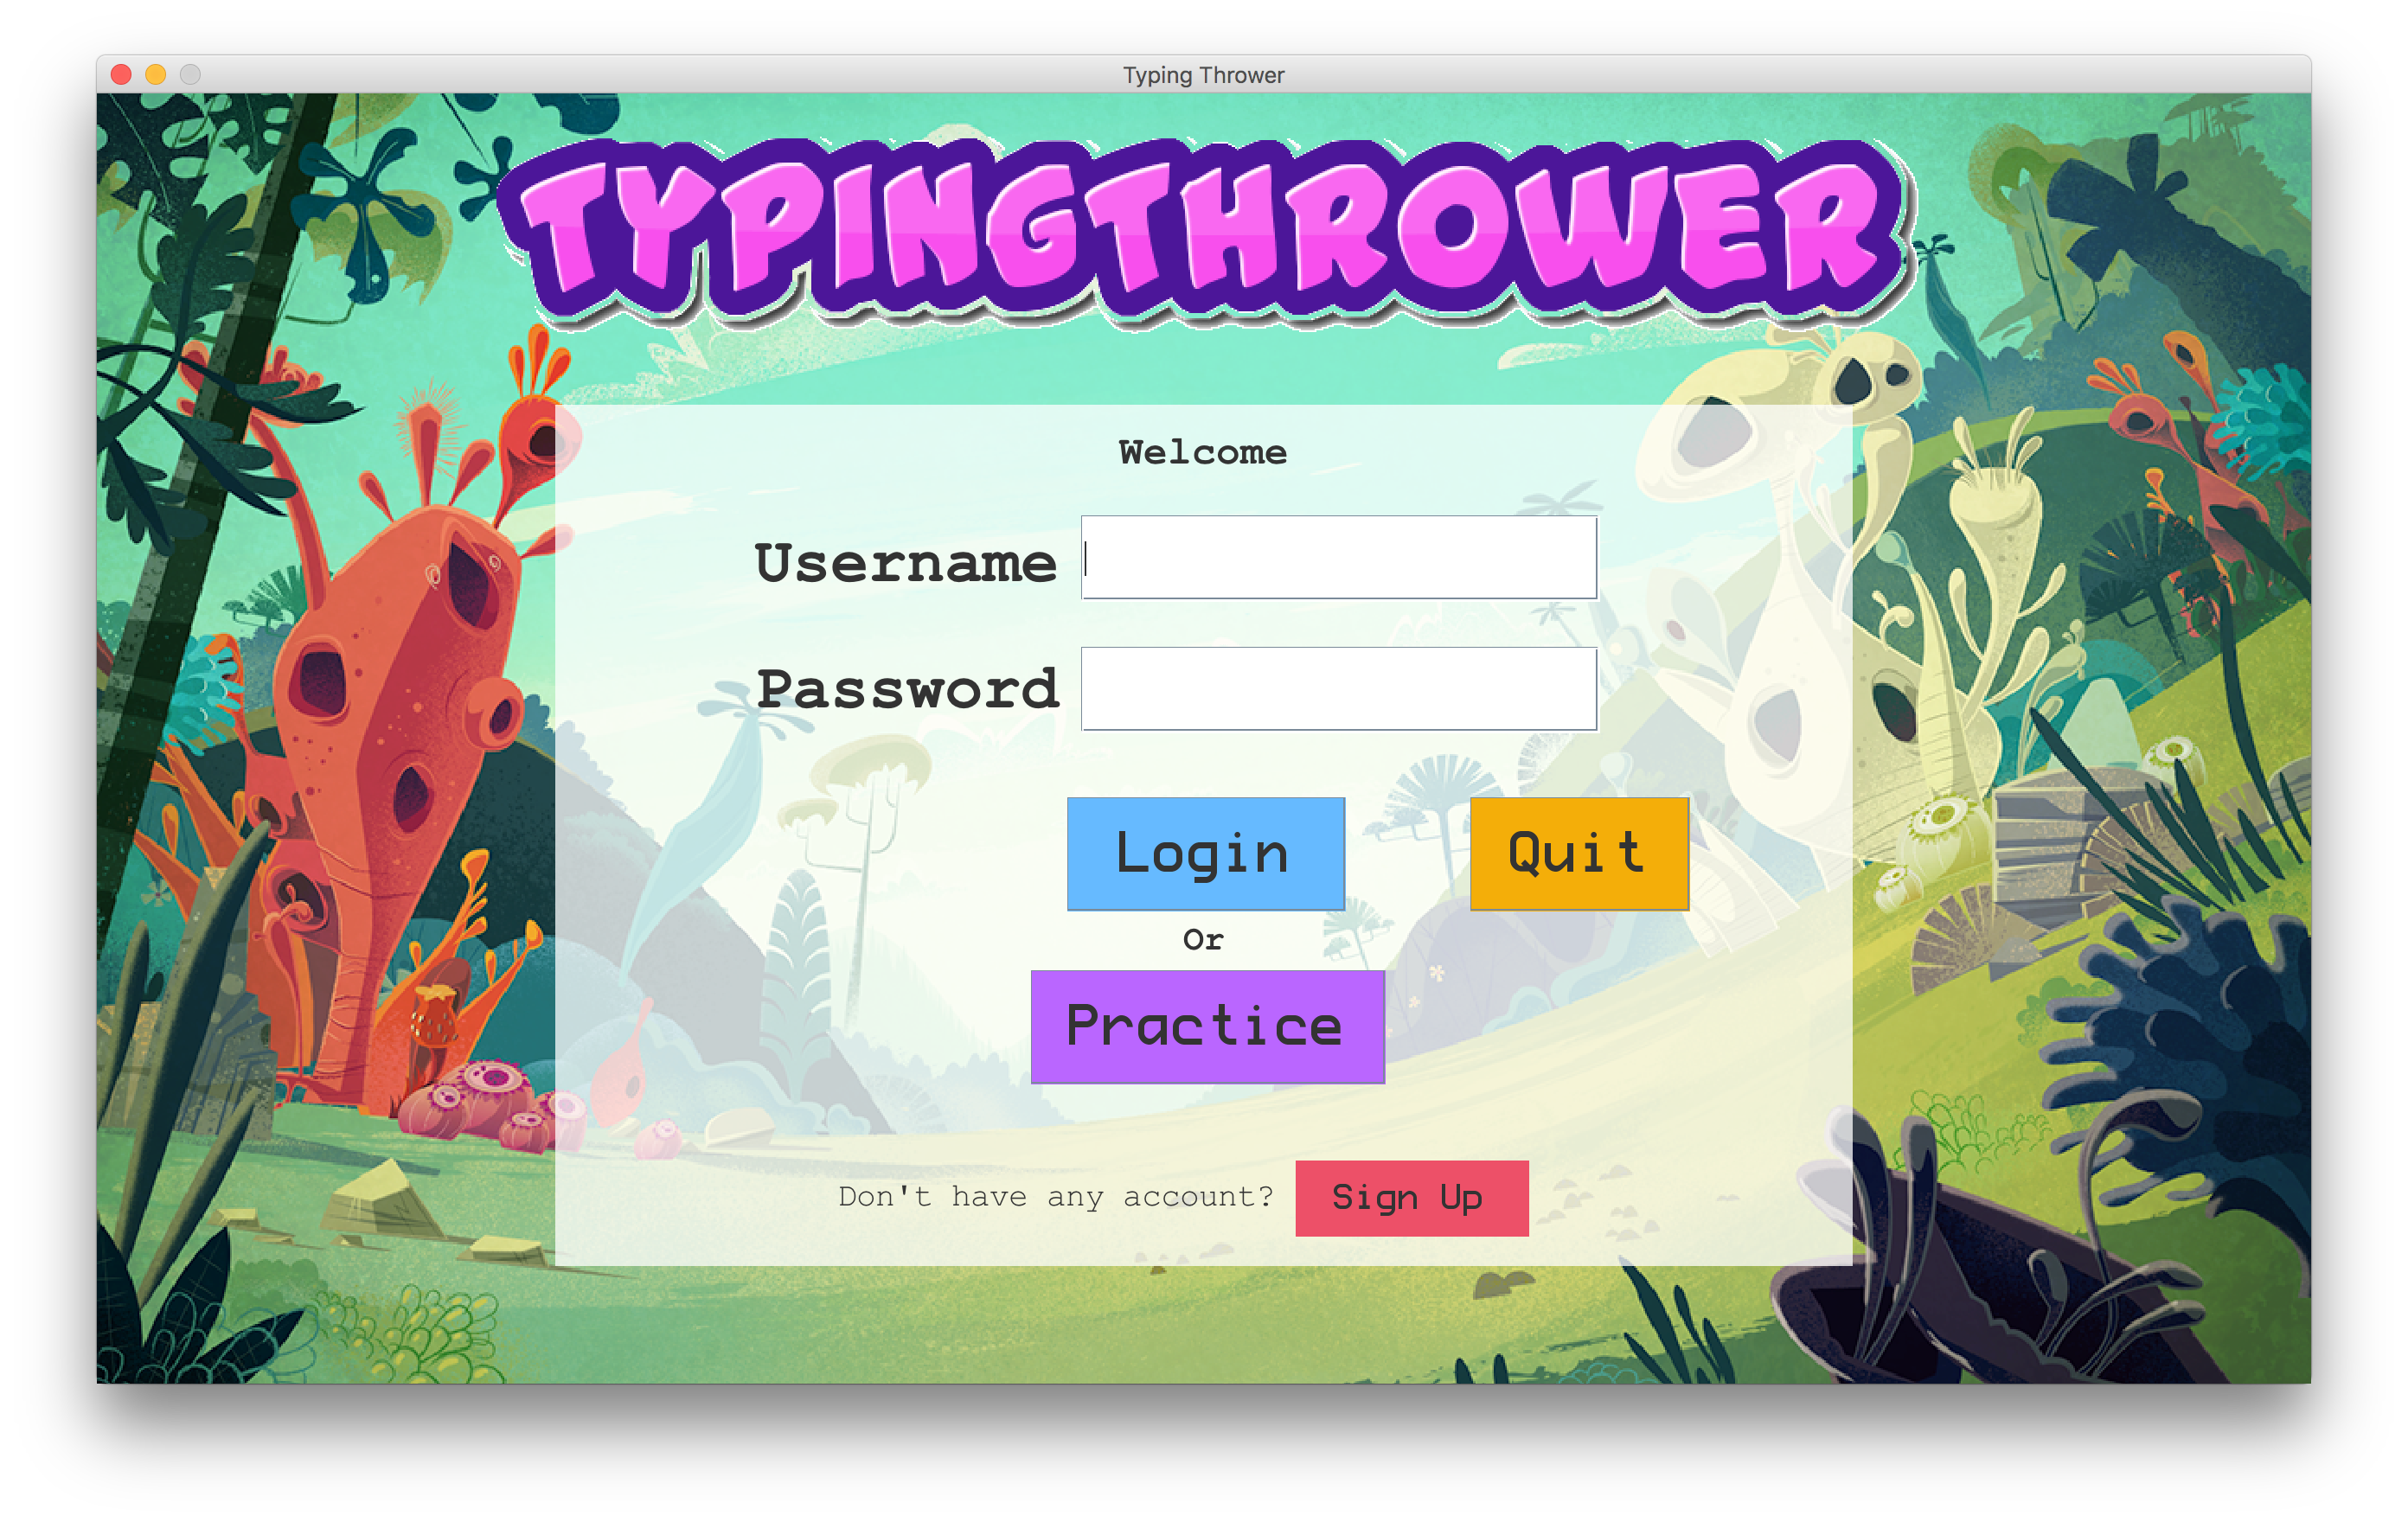 Typing Thrower
TYPINGTHROWER
Welcome
Username
Password
Login Quit
Or
Practice
Don't have any account? Sign Up